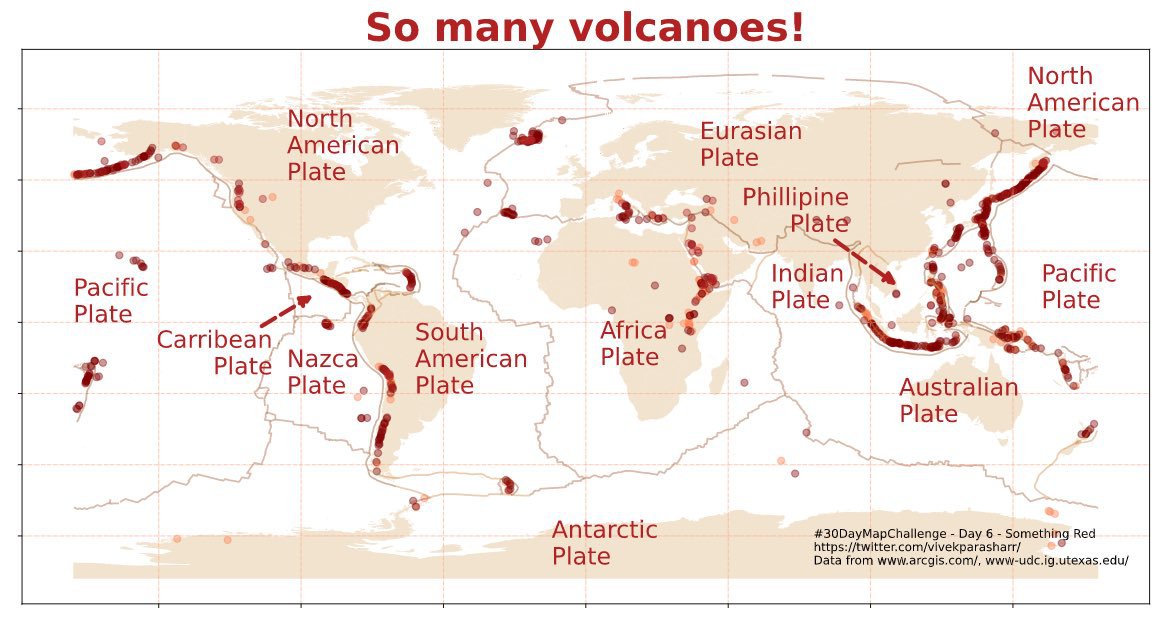 So many volcanoes!
North
American
Plate
North
American
Plate
Eurasian
Plate
Phillipine
Plate
Pacific
Plate
Indian
Plate
Pacific
Plate
Carribean
Plate
Nazca
Plate
South
American
Plate
Africa
Plate
Australian
Plate
Antarctic
Plate
#30DayMapChallenge - Day 6 - Something Red
https://twitter.com/vivekparasharr/
Data from www.arcgis.com/, www-udc.ig.utexas.edu/